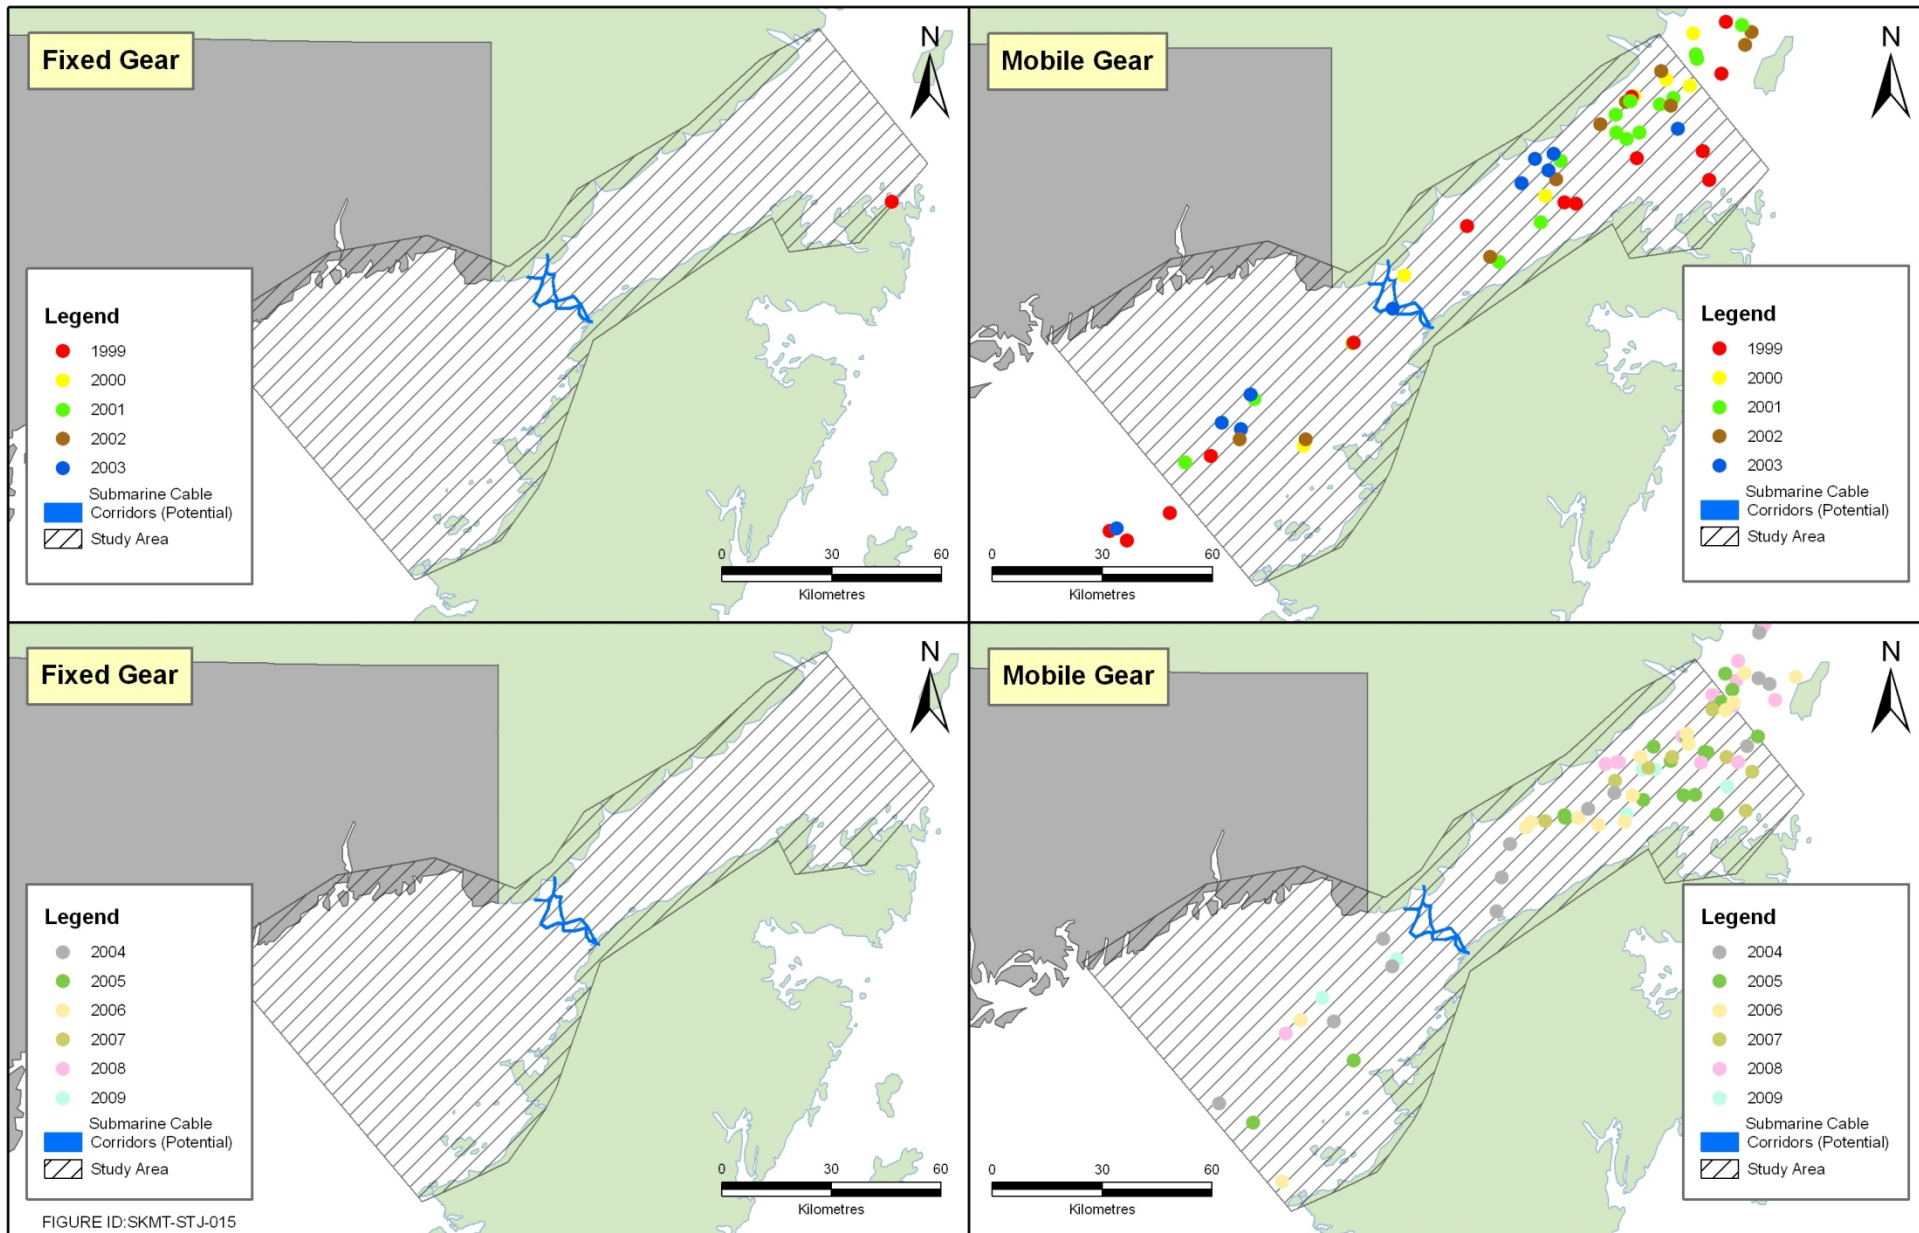 Fixed Gear
N
Legend
1999
2000
2001
2002
2003
Submarine Cable
Corridors (Potential)
Study Area
0 30 60
Kilometres
Mobile Gear
N
Legend
1999
2000
2001
2002
2003
Submarine Cable
Corridors (Potential)
Study Area
0 30 60
Kilometres
Fixed Gear
N
Legend
2004
2005
2006
2007
2008
2009
Submarine Cable
Corridors (Potential)
Study Area
0 30 60
Kilometres
FIGURE ID:SKMT-STJ-015
Mobile Gear
N
Legend
2004
2005
2006
2007
2008
2009
Submarine Cable
Corridors (Potential)
Study Area
0 30 60
Kilometres